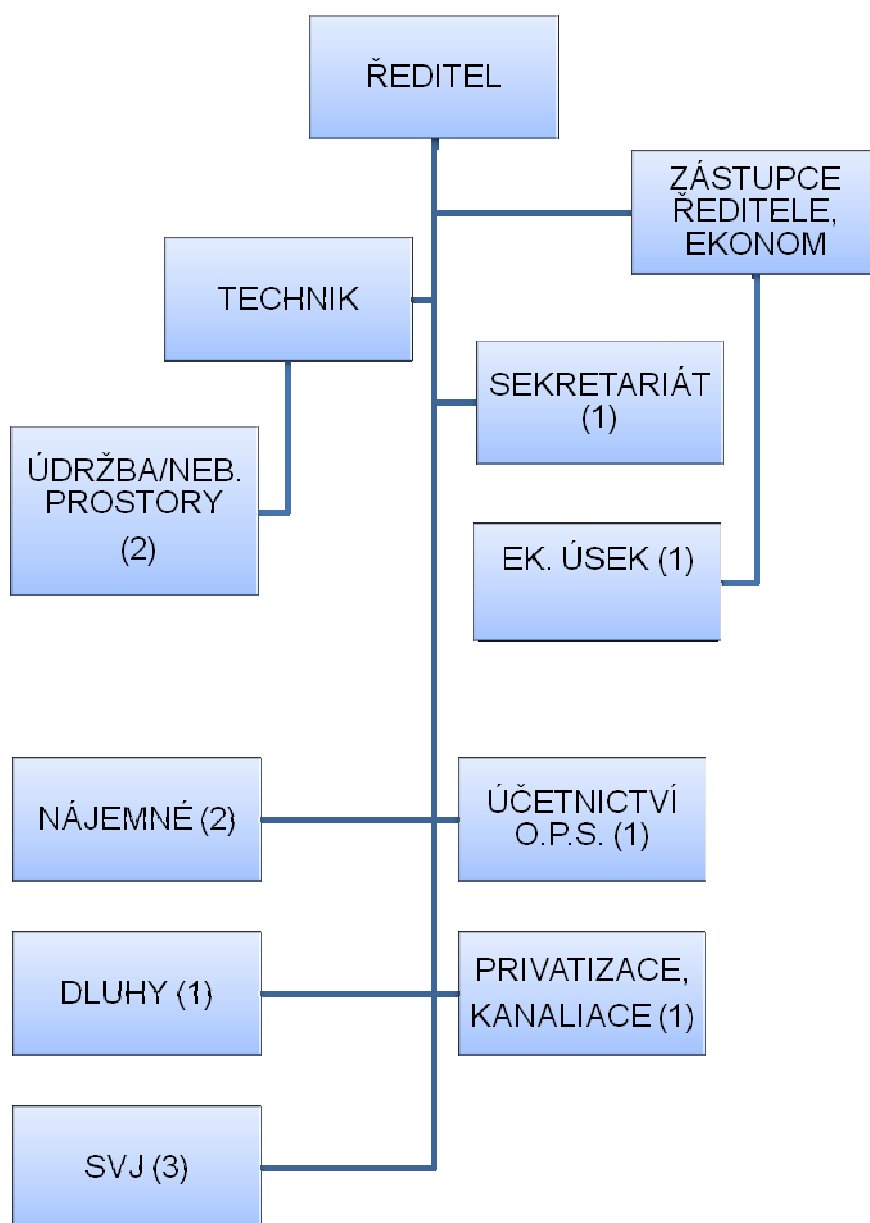 ŘEDITEL
ZÁSTUPCE
ŘEDITELE,
EKONOM
TECHNIK
SEKRETARIÁT
(1)
ÚDRŽBA/NEB.
PROSTORY
(2)
EK. ÚSEK (1)
NÁJEMNÉ (2)
ÚČETNICTVÍ
O.P.S. (1)
DLUHY (1)
PRIVATIZACE,
KANALIACE (1)
SVJ (3)